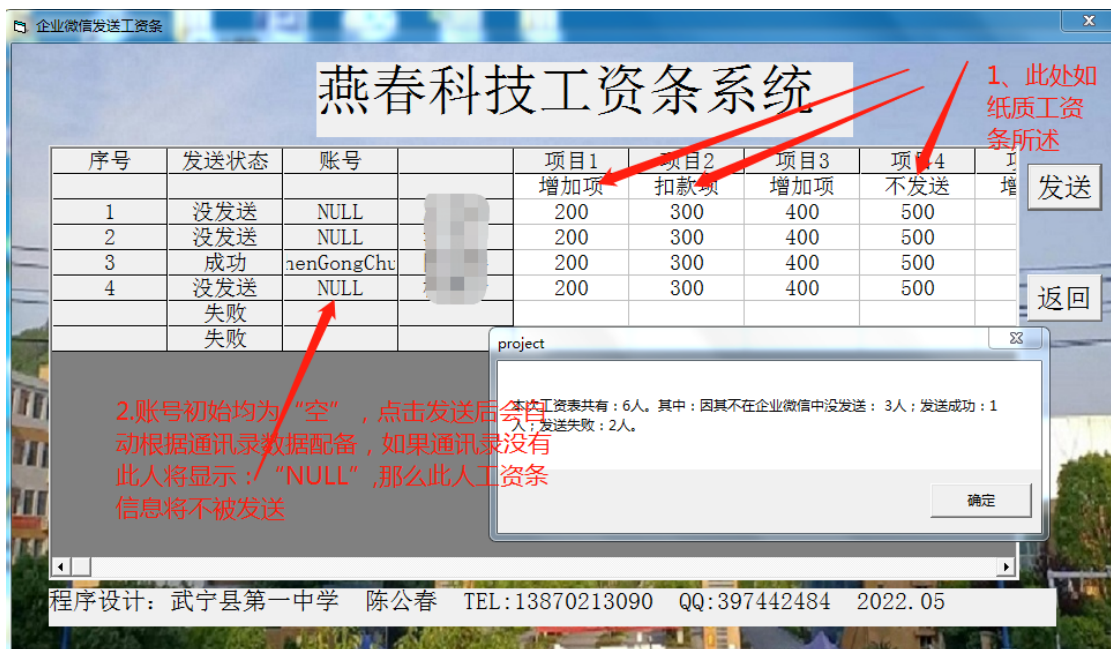 企业微信发送工资条
燕春科技工资条系统
1、此处如
纸质工资
条所述
序号 发送状态 账号 项目1 项目2 项目3 项目4
增加项 扣款项 增加项 不发送 增
1 没发送 NULL 200 300 400 500
2 没发送 NULL 200 300 400 500
3 成功 henGongChu 200 300 400 500
4 没发送 NULL 200 300 400 500
失败
失败
发送
返回
project
本次工资表共有：6人。其中：因其不在企业微信中没发送： 3人；发送成功：1
人；发送失败：2人。
确定
2.账号初始均为“空”，点击发送后会自
动根据通讯录数据配备，如果通讯录没有
此人将显示：“NULL”,那么此人工资条
信息将不被发送
程序设计: 武宁县第一中学 陈公春 TEL:13870213090 QQ:397442484 2022.05